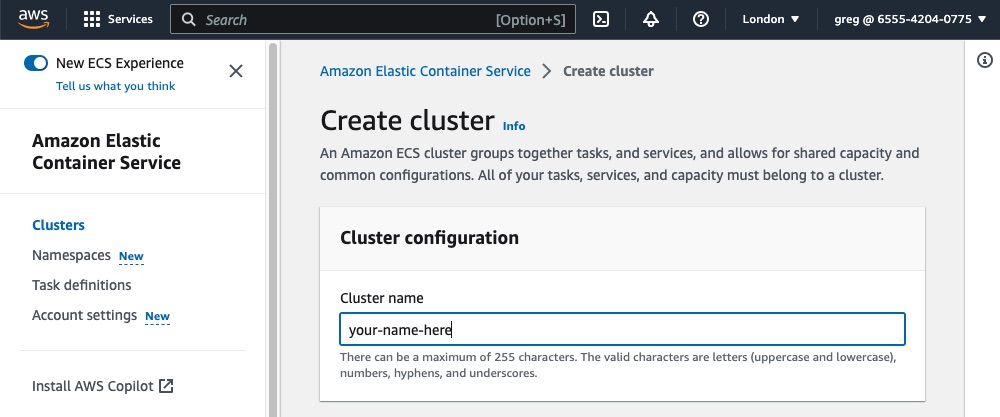 aws
Services
Search
[Option+S]
London
greg @ 6555-4204-0775
New ECS Experience
Tell us what you think
Amazon Elastic
Container Service
Clusters
Namespaces New
Task definitions
Account settings New
Install AWS Copilot
Amazon Elastic Container Service > Create cluster
Create cluster Info
An Amazon ECS cluster groups together tasks, and services, and allows for shared capacity and
common configurations. All of your tasks, services, and capacity must belong to a cluster.
Cluster configuration
Cluster name
your-name-here
There can be a maximum of 255 characters. The valid characters are letters (uppercase and lowercase),
numbers, hyphens, and underscores.